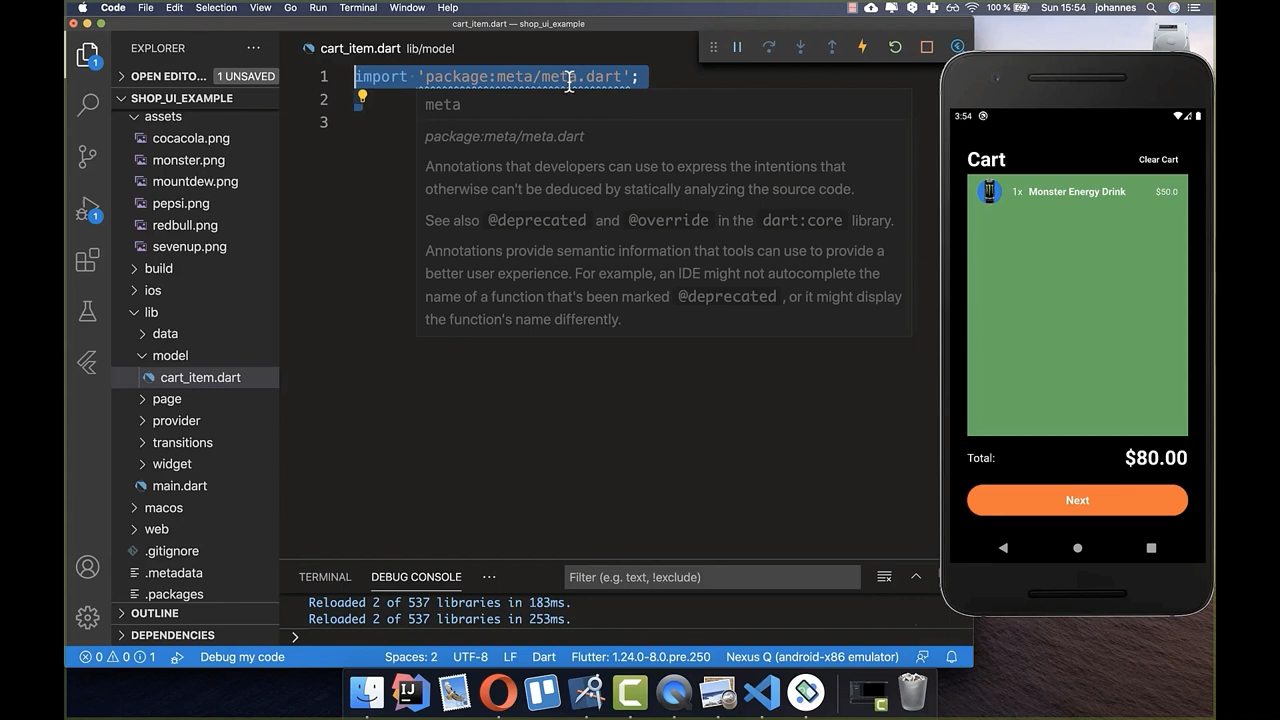 Code File Edit Selection View Go Run Terminal Window Help 100 % Sun 15:54 johannes
cart_item.dart — shop_ui_example
EXPLORER
cart_item.dart lib/model
OPEN EDITO... 1 UNSAVED
SHOP_UI_EXAMPLE
assets
cocacola.png
monster.png
mountdew.png
pepsi.png
redbull.png
sevenup.png
build
ios
lib
data
model
cart_item.dart
page
provider
transitions
widget
main.dart
macos
web
.gitignore
.metadata
.packages
OUTLINE
DEPENDENCIES
1
1
1 import 'package:meta/meta.dart';
2
3
meta
package:meta/meta.dart
Annotations that developers can use to express the intentions that
otherwise can't be deduced by statically analyzing the source code.
See also @deprecated and @override in the dart:core library.
Annotations provide semantic information that tools can use to provide a
better user experience. For example, an IDE might not autocomplete the
name of a function that's been marked @deprecated , or it might display
the function's name differently.
TERMINAL DEBUG CONSOLE ··· Filter (e.g. text, !exclude)
Reloaded 2 of 537 libraries in 183ms.
Reloaded 2 of 537 libraries in 253ms.
>
0 0 1 Debug my code Spaces: 2 UTF-8 LF Dart Flutter: 1.24.0-8.0.pre.250 Nexus Q (android-x86 emulator)
3:54
Cart Clear Cart
1x Monster Energy Drink $50.0
Total: $80.00
Next